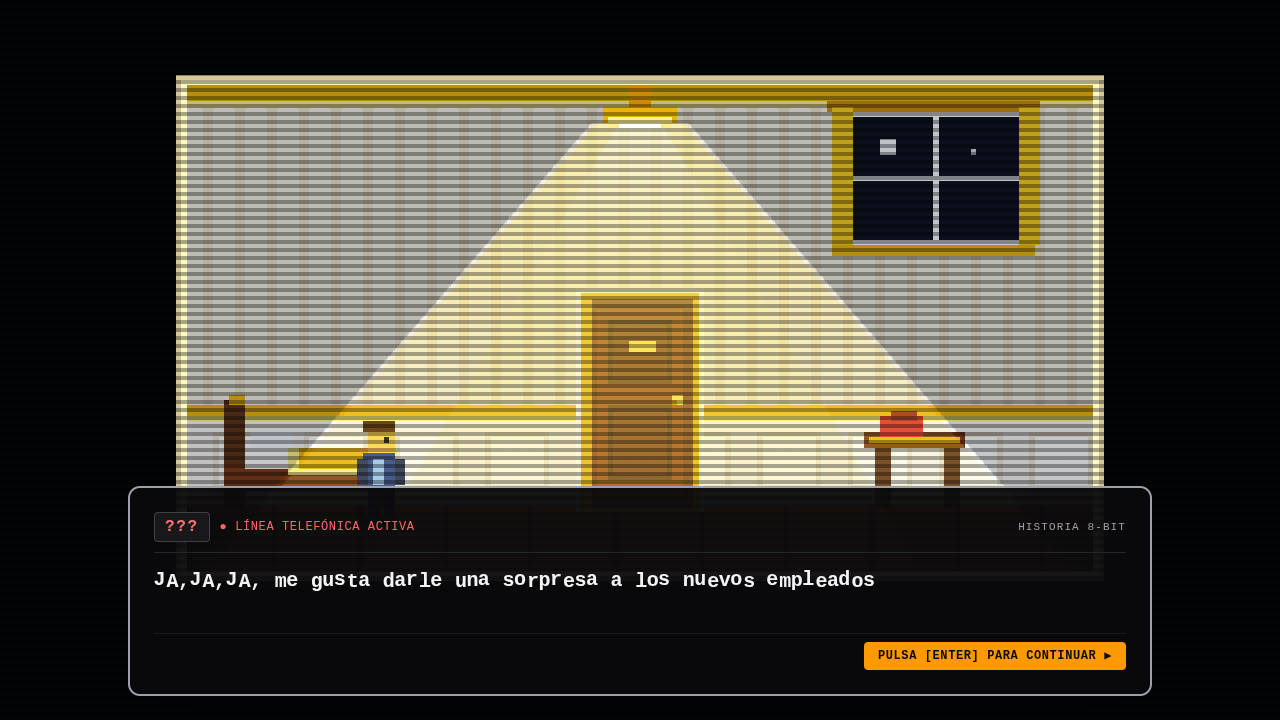 ??? ● LÍNEA TELEFÓNICA ACTIVA HISTORIA 8-BIT
JA,JA,JA, me gusta darle una sorpresa a los nuevos empleados
PULSA [ENTER] PARA CONTINUAR ▶